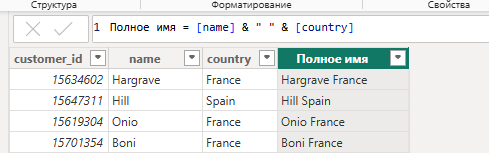 Структура Форматирование Свойства
1 Полное имя = [name] & " " & [country]
customer_id name country Полное имя
15634602 Hargrave France Hargrave France
15647311 Hill Spain Hill Spain
15619304 Onio France Onio France
15701354 Boni France Boni France